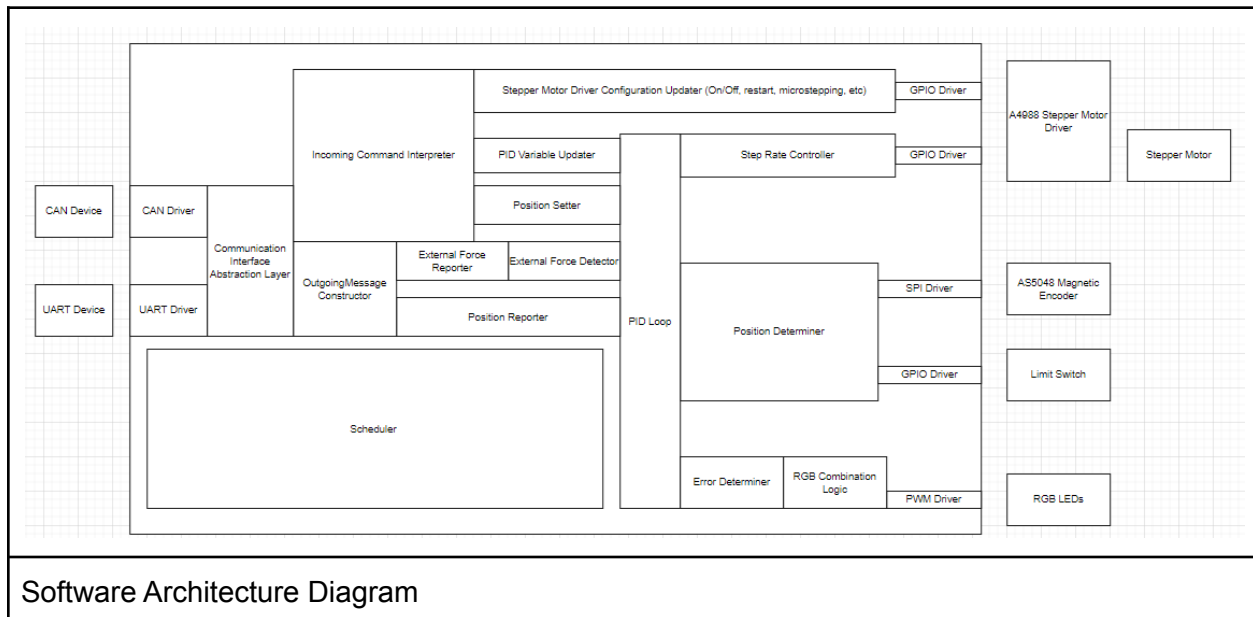 Stepper Motor Driver Configuration Updater (On/Off, restart, microstepping, etc)
GPIO Driver
A4988 Stepper Motor
Driver
Incoming Command Interpreter
PID Variable Updater
Step Rate Controller
GPIO Driver
Stepper Motor
CAN Device
CAN Driver
Position Setter
Communication
Interface
Abstraction Layer
External Force
Reporter
External Force Detector
OutgoingMessage
Constructor
SPI Driver
AS5048 Magnetic
Encoder
UART Device
UART Driver
Position Reporter
PID Loop
Position Determiner
GPIO Driver
Limit Switch
Scheduler
Error Determiner
RGB Combination
Logic
PWM Driver
RGB LEDs
Software Architecture Diagram